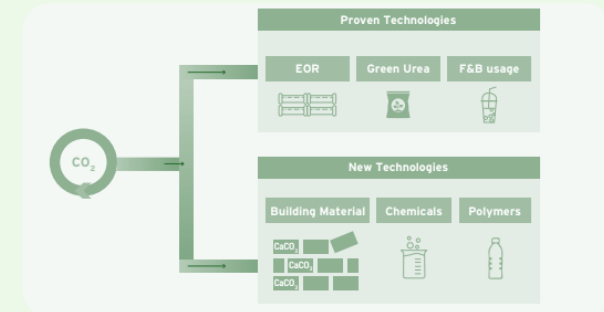 Proven Technologies
EOR
Green Urea
F&B usage
CO₂
New Technologies
Building Material
Chemicals
Polymers
CaCO₃
CaCO₃
CaCO₃